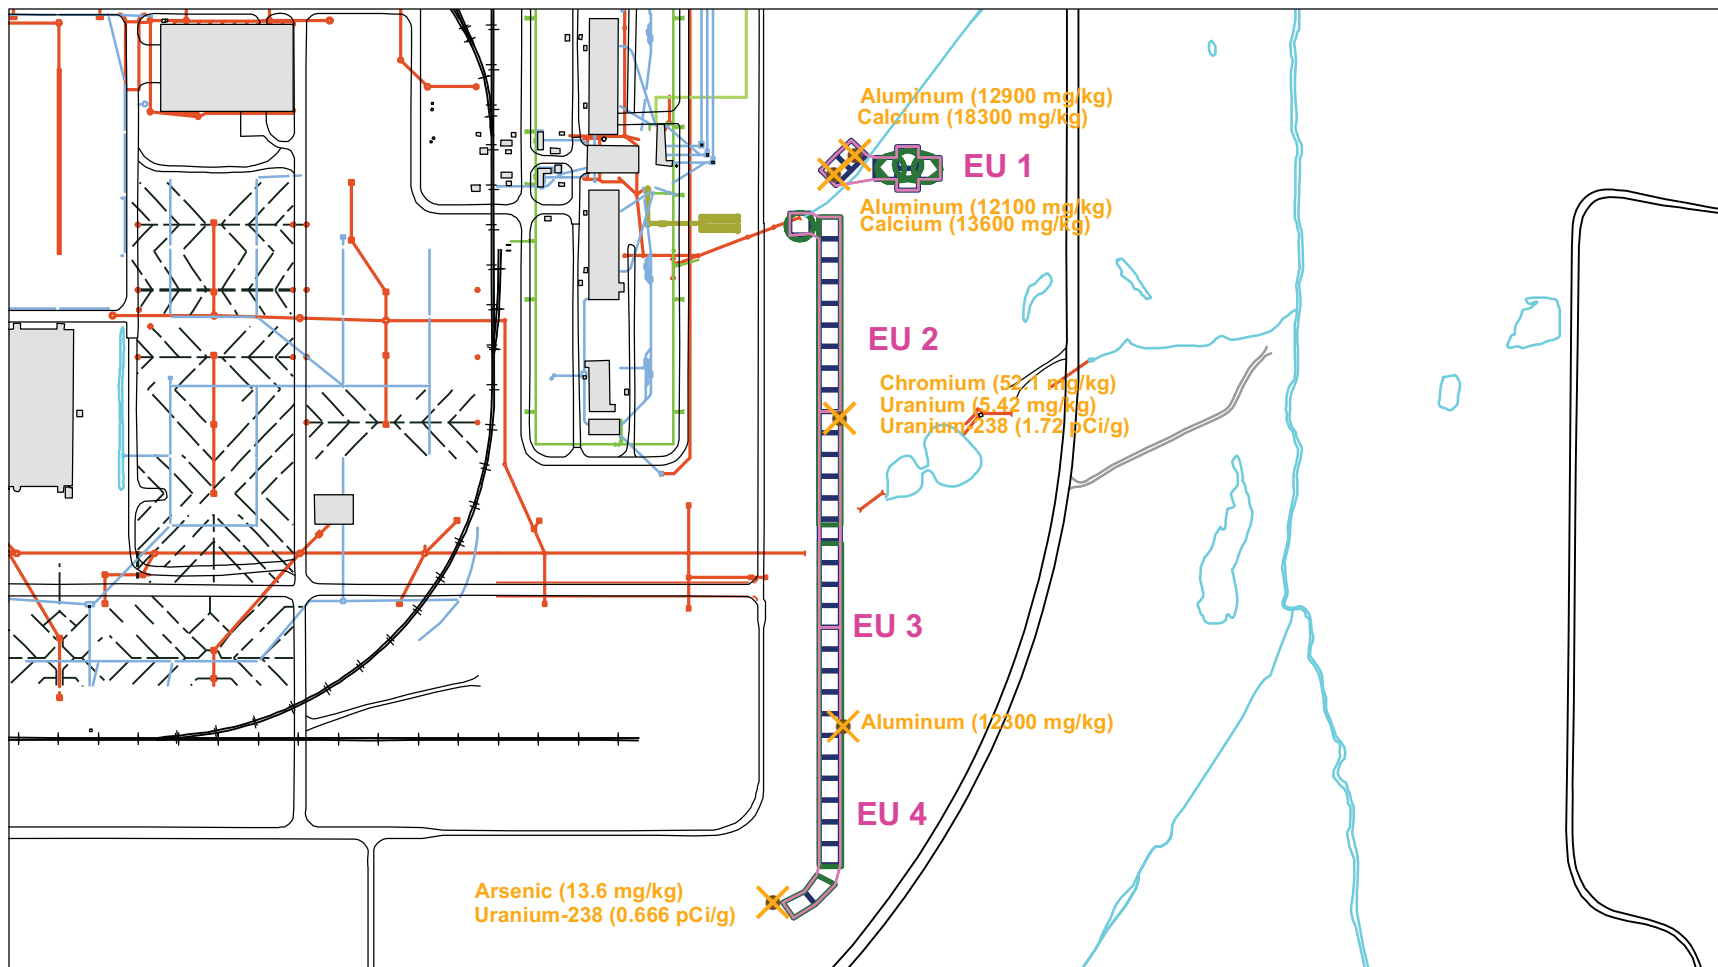 Aluminum (12900 mg/kg)
Calcium (18300 mg/kg)
EU 1
Aluminum (12100 mg/kg)
Calcium (13600 mg/kg)
EU 2
Chromium (52.1 mg/kg)
Uranium (5.42 mg/kg)
Uranium-238 (1.72 pCi/g)
EU 3
Aluminum (12300 mg/kg)
EU 4
Arsenic (13.6 mg/kg)
Uranium-238 (0.666 pCi/g)